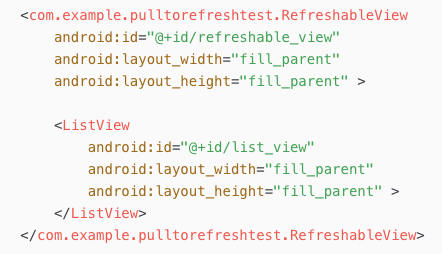 <com.example.pulltorefreshtest.RefreshableView
    android:id="@+id/refreshable_view"
    android:layout_width="fill_parent"
    android:layout_height="fill_parent" >

    <ListView
        android:id="@+id/list_view"
        android:layout_width="fill_parent"
        android:layout_height="fill_parent" >
    </ListView>
</com.example.pulltorefreshtest.RefreshableView>